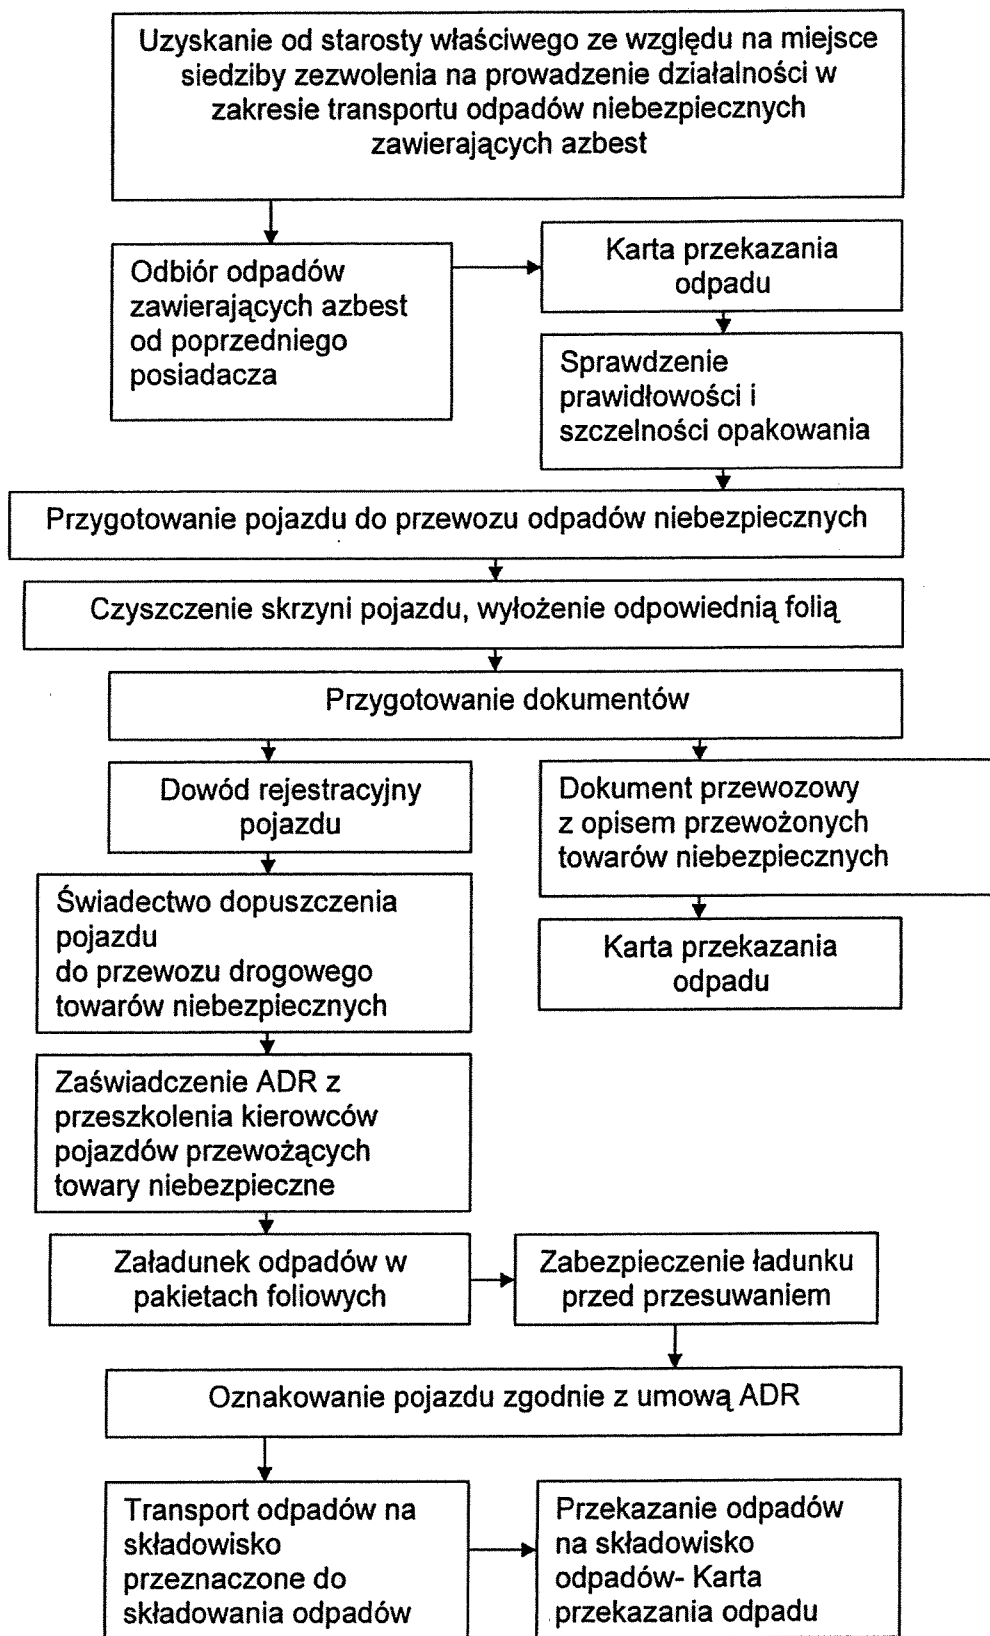 Uzyskanie od starosty właściwego ze względu na miejsce
siedziby zezwolenia na prowadzenie działalności w
zakresie transportu odpadów niebezpiecznych
zawierających azbest
Odbiór odpadów
zawierających azbest
od poprzedniego
posiadacza
Karta przekazania
odpadu
Sprawdzenie
prawidłowości i
szczelności opakowania
Przygotowanie pojazdu do przewozu odpadów niebezpiecznych
Czyszczenie skrzyni pojazdu, wyłożenie odpowiednią folią
Przygotowanie dokumentów
Dowód rejestracyjny
pojazdu
Świadectwo dopuszczenia
pojazdu
do przewozu drogowego
towarów niebezpiecznych
Zaświadczenie ADR z
przeszkolenia kierowców
pojazdów przewożących
towary niebezpieczne
Dokument przewozowy
z opisem przewożonych
towarów niebezpiecznych
Karta przekazania
odpadu
Załadunek odpadów w
pakietach foliowych
Zabezpieczenie ładunku
przed przesuwaniem
Oznakowanie pojazdu zgodnie z umową ADR
Transport odpadów na
składowisko
przeznaczone do
składowania odpadów
Przekazanie odpadów
na składowisko
odpadów- Karta
przekazania odpadu